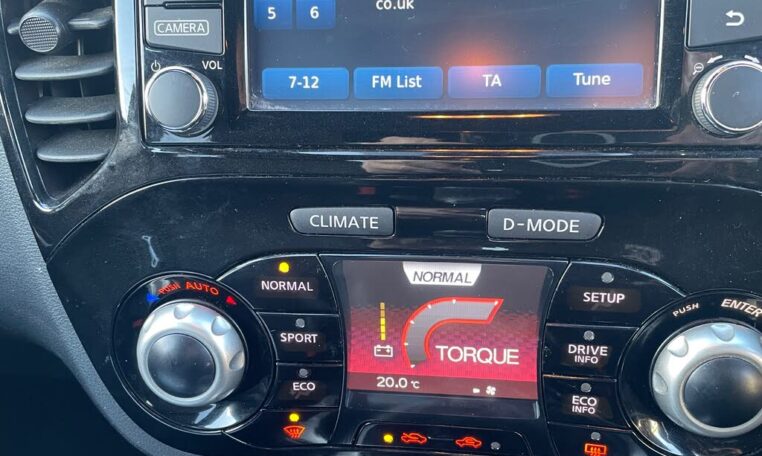 CAMERA
5 6
co.uk
VOL
7-12 FM List TA Tune
CLIMATE D-MODE
PUSH AUTO
NORMAL
SPORT
ECO
NORMAL
TORQUE
20.0°C
SETUP
DRIVE
INFO
ECO
INFO
PUSH ENTER